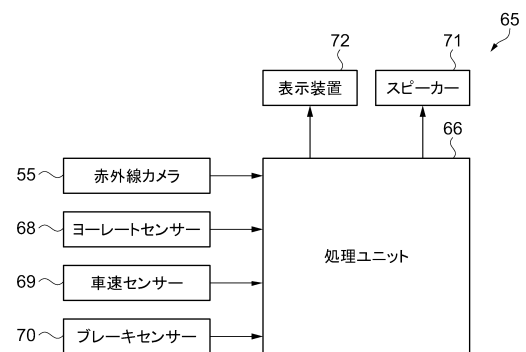 65
72
71
表示装置
スピーカー
66
55
赤外線カメラ
68
ヨーレートセンサー
処理ユニット
69
車速センサー
70
ブレーキセンサー